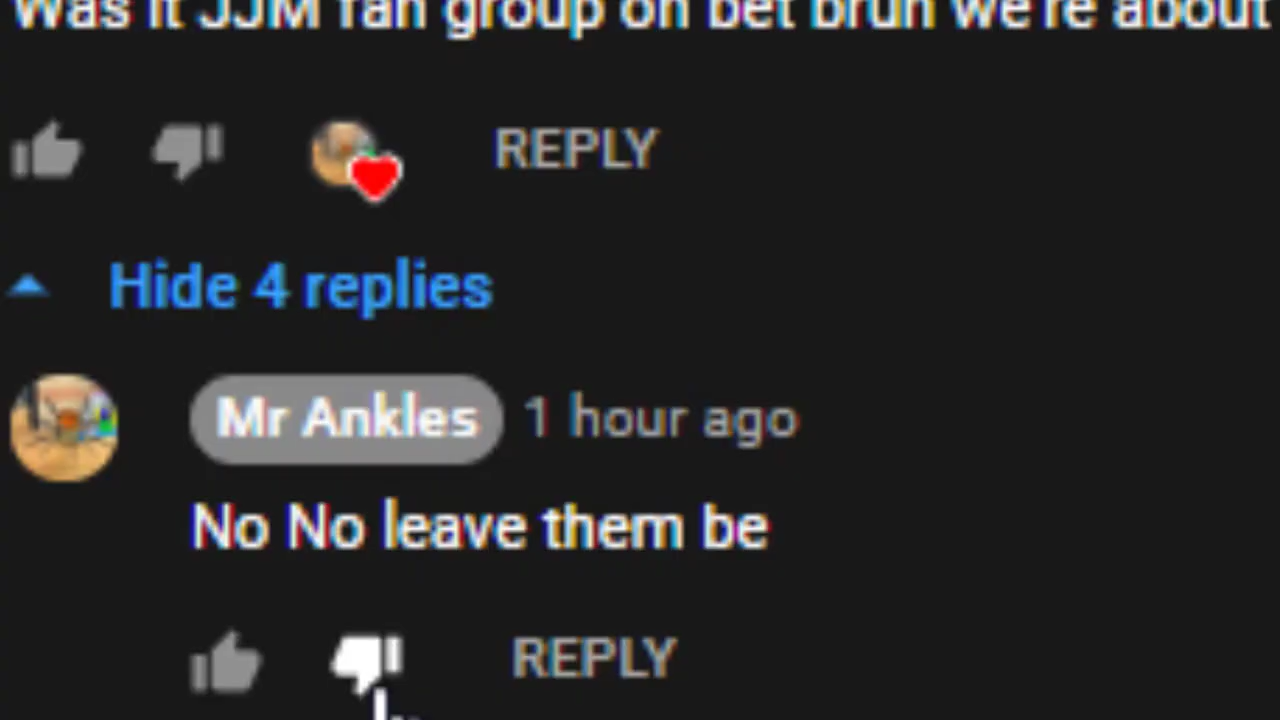 Was it JJM fan group on bet bruh we're about
REPLY
Hide 4 replies
Mr Ankles 1 hour ago
No No leave them be
REPLY